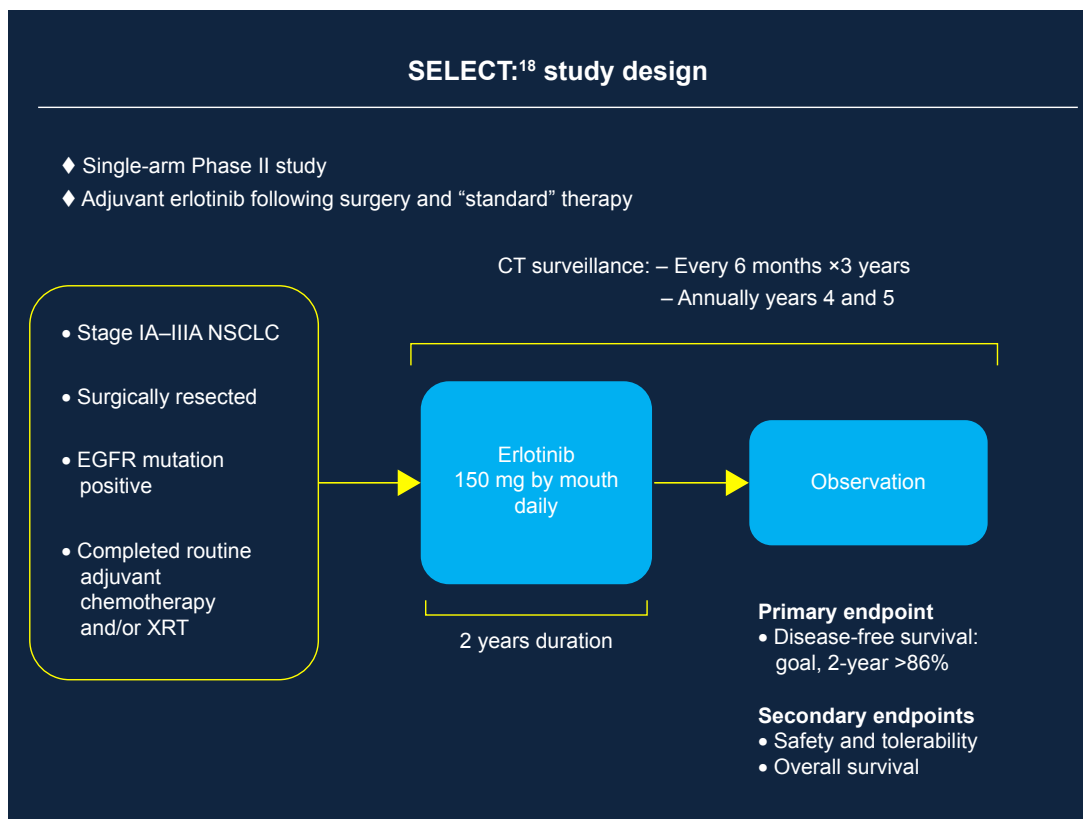 SELECT:18 study design
♦ Single-arm Phase II study
♦ Adjuvant erlotinib following surgery and “standard” therapy
CT surveillance: – Every 6 months ×3 years
– Annually years 4 and 5
• Stage IA–IIIA NSCLC
• Surgically resected
• EGFR mutation
positive
• Completed routine
adjuvant
chemotherapy
and/or XRT
Erlotinib
150 mg by mouth
daily
2 years duration
Observation
Primary endpoint
• Disease-free survival:
goal, 2-year >86%
Secondary endpoints
• Safety and tolerability
• Overall survival